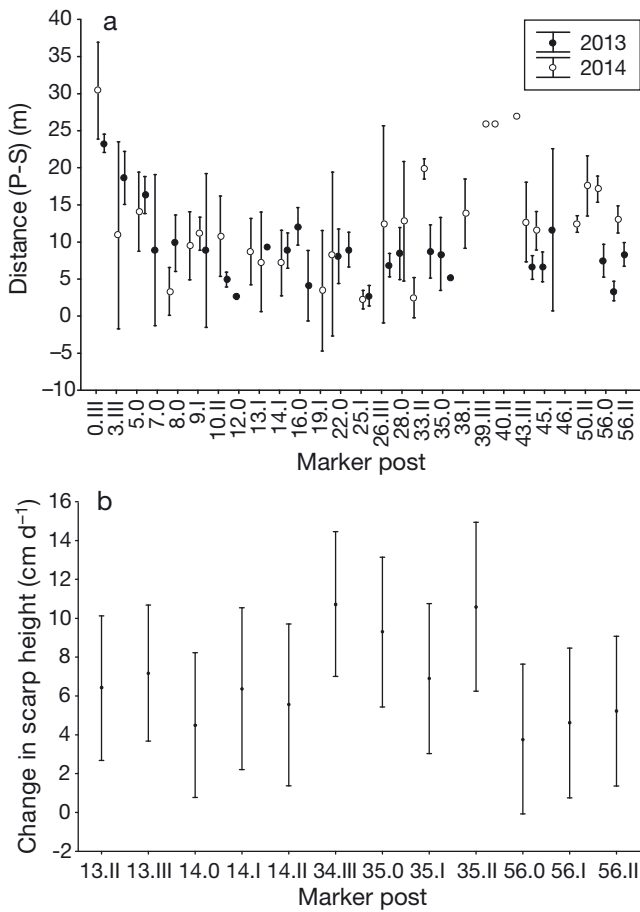 a
2013
2014
Distance (P-S) (m)
40
35
30
25
20
15
10
5
0
–5
–10
0.III
3.III
5.0
7.0
8.0
9.I
10.II
12.0
13.I
14.I
16.0
19.I
22.0
25.I
26.III
28.0
33.II
35.0
38.I
39.III
40.II
43.III
45.I
46.I
50.II
56.0
56.II
Marker post
b
Change in scarp height (cm d–1)
16
14
12
10
8
6
4
2
0
-2
13.II
13.III
14.0
14.I
14.II
34.III
35.0
35.I
35.II
56.0
56.I
56.II
Marker post